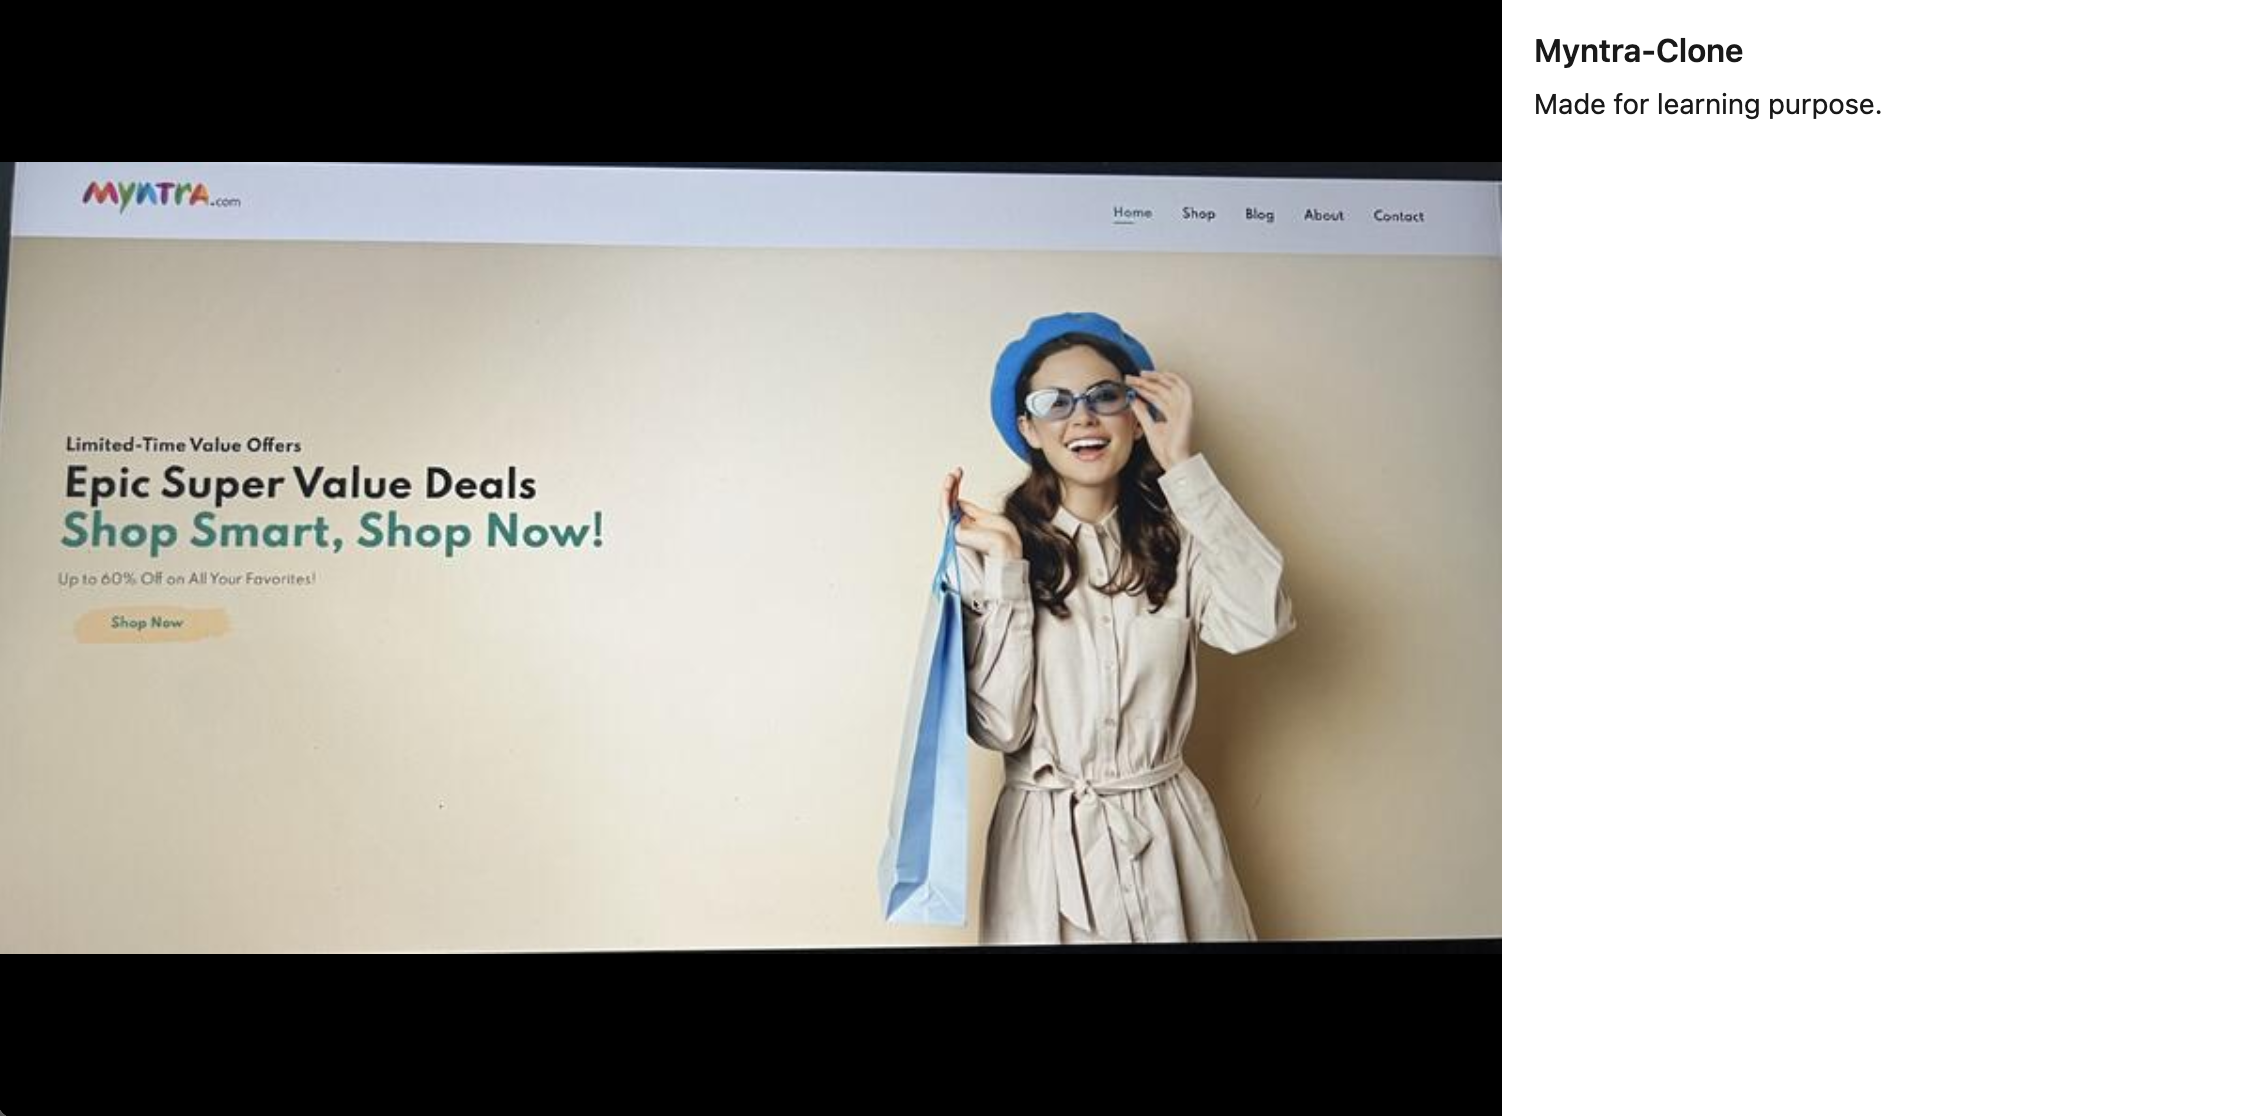 MYNTRA.com
Home Shop Blog About Contact
Limited-Time Value Offers
Epic Super Value Deals
Shop Smart, Shop Now!
Up to 60% Off on All Your Favorites!
Shop Now
Myntra-Clone
Made for learning purpose.